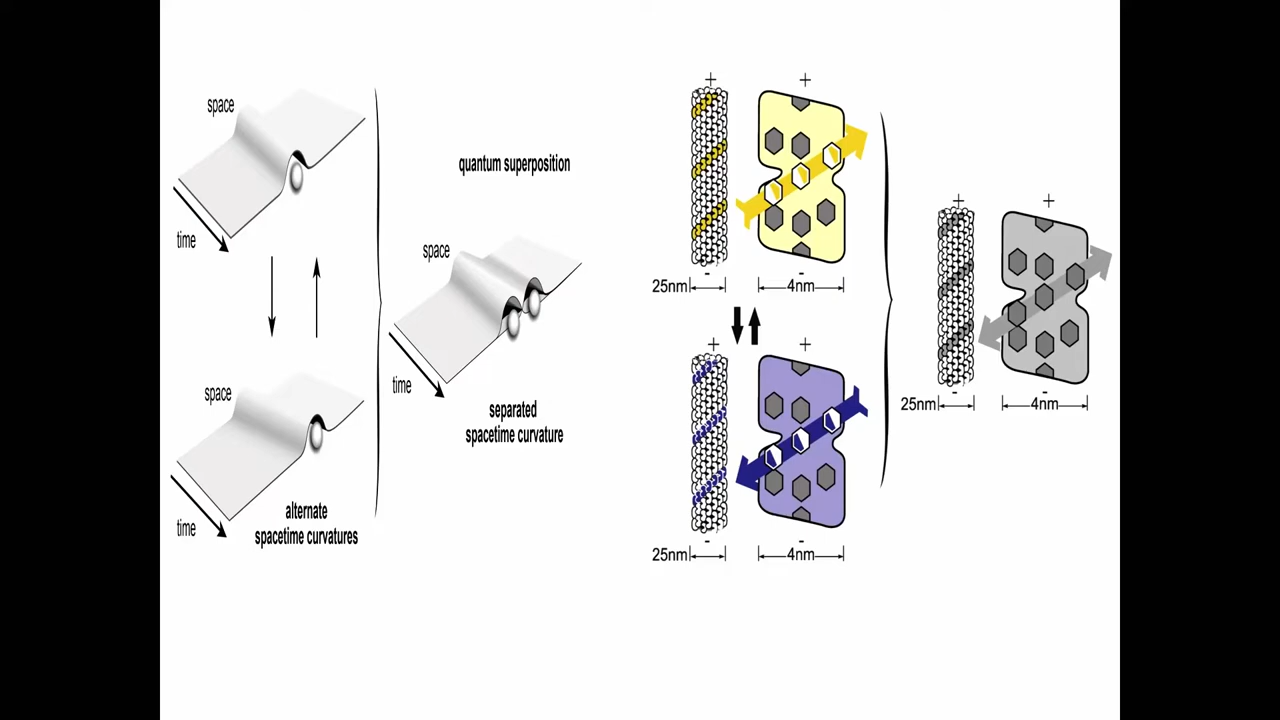 space
time
space
time
alternate
spacetime curvatures
quantum superposition
space
time
separated
spacetime curvature
+
+
-
-
25nm
4nm
+
+
-
-
25nm
4nm
+
+
-
-
25nm
4nm